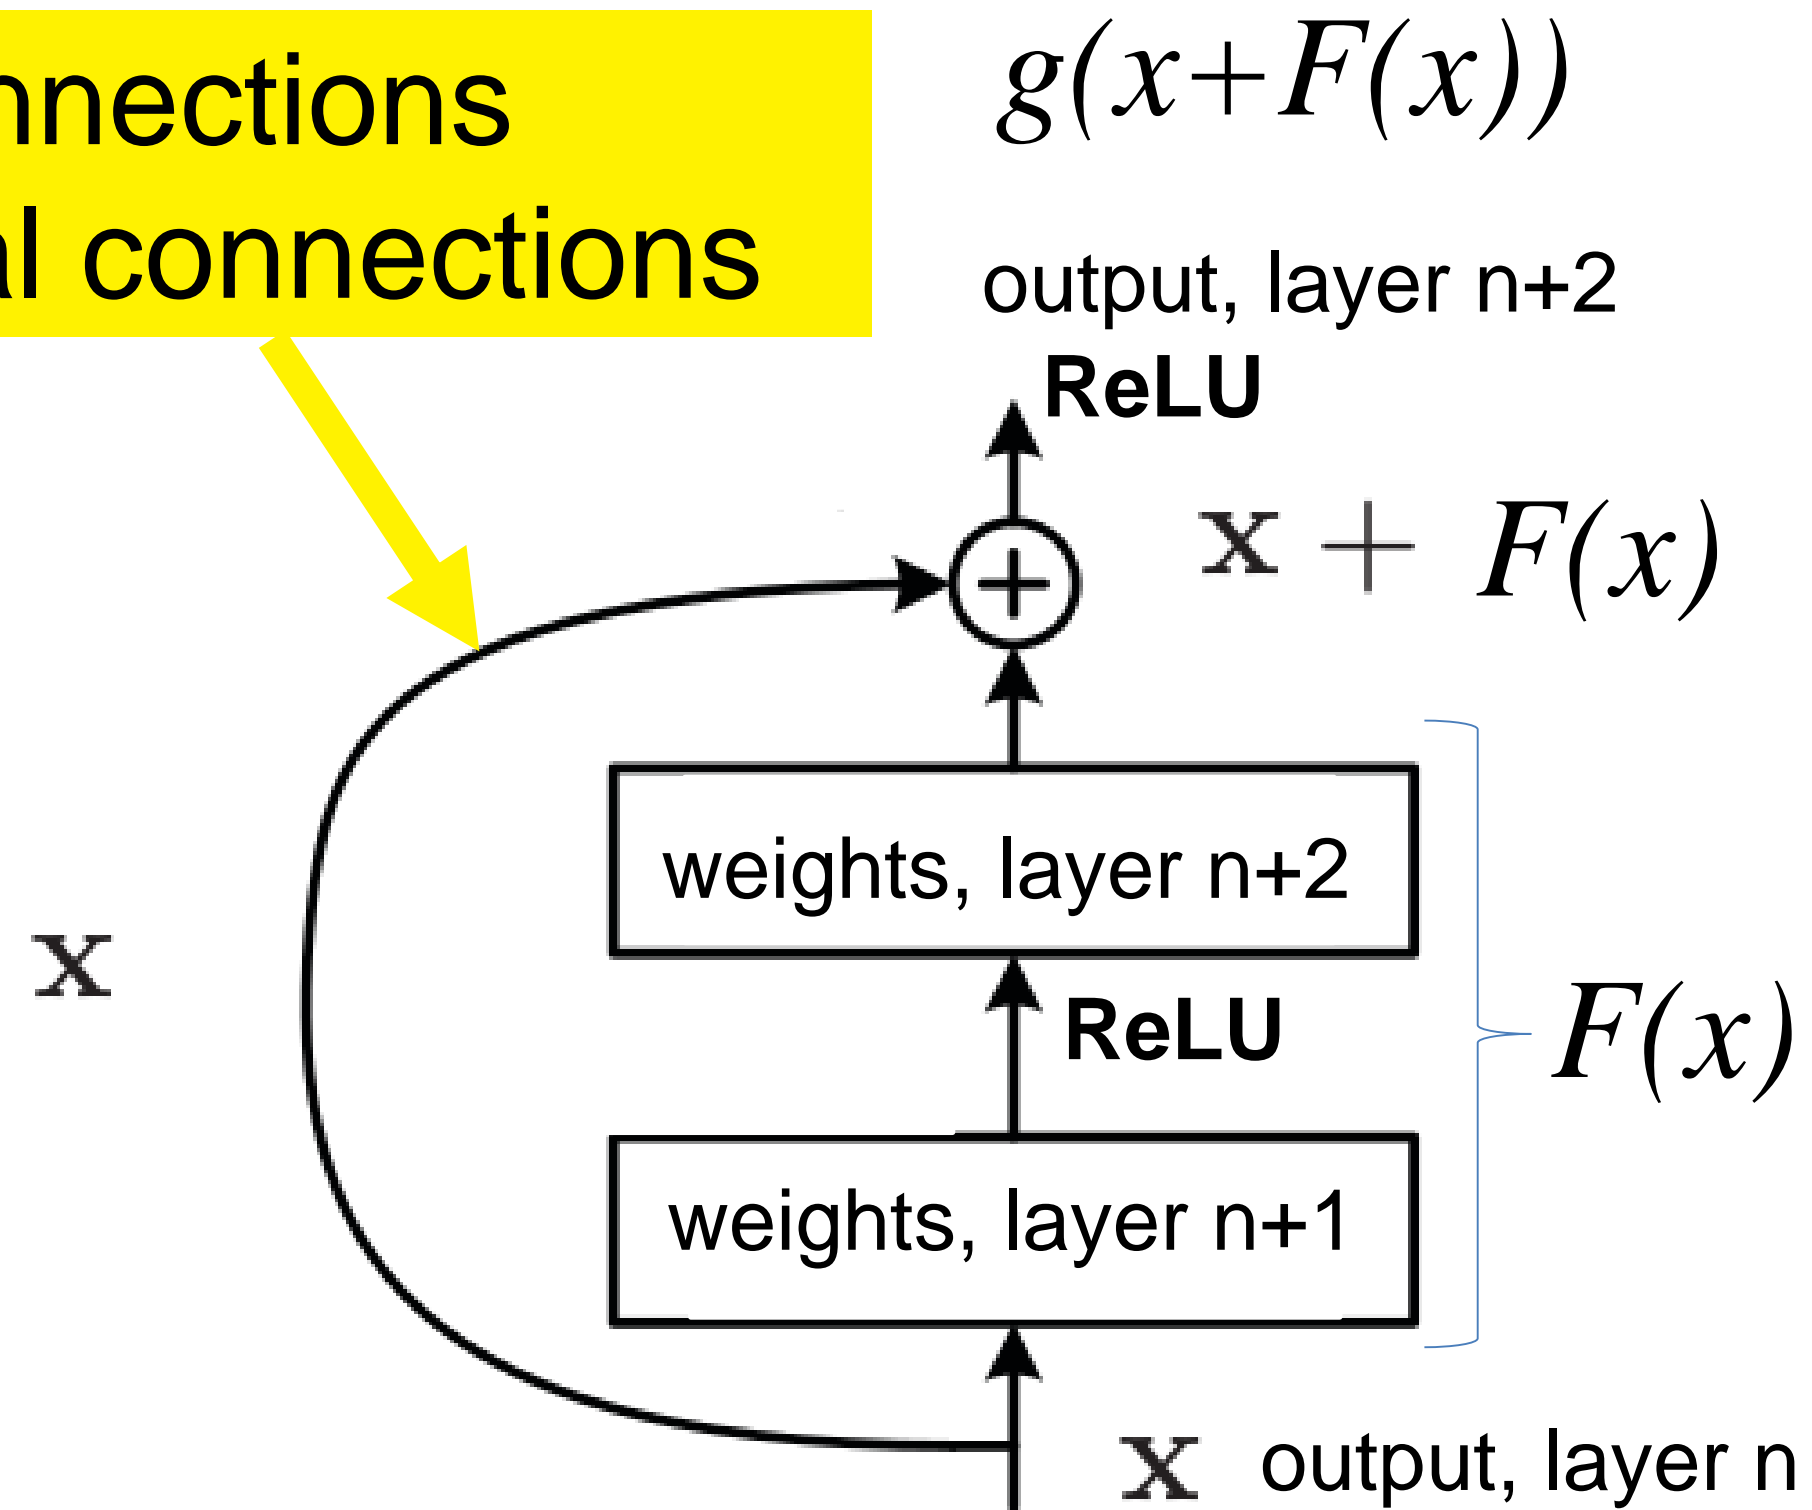 nnections
al connections
g(x+F(x))
output, layer n+2
ReLU
x + F(x)
weights, layer n+2
x
ReLU
F(x)
weights, layer n+1
x output, layer n